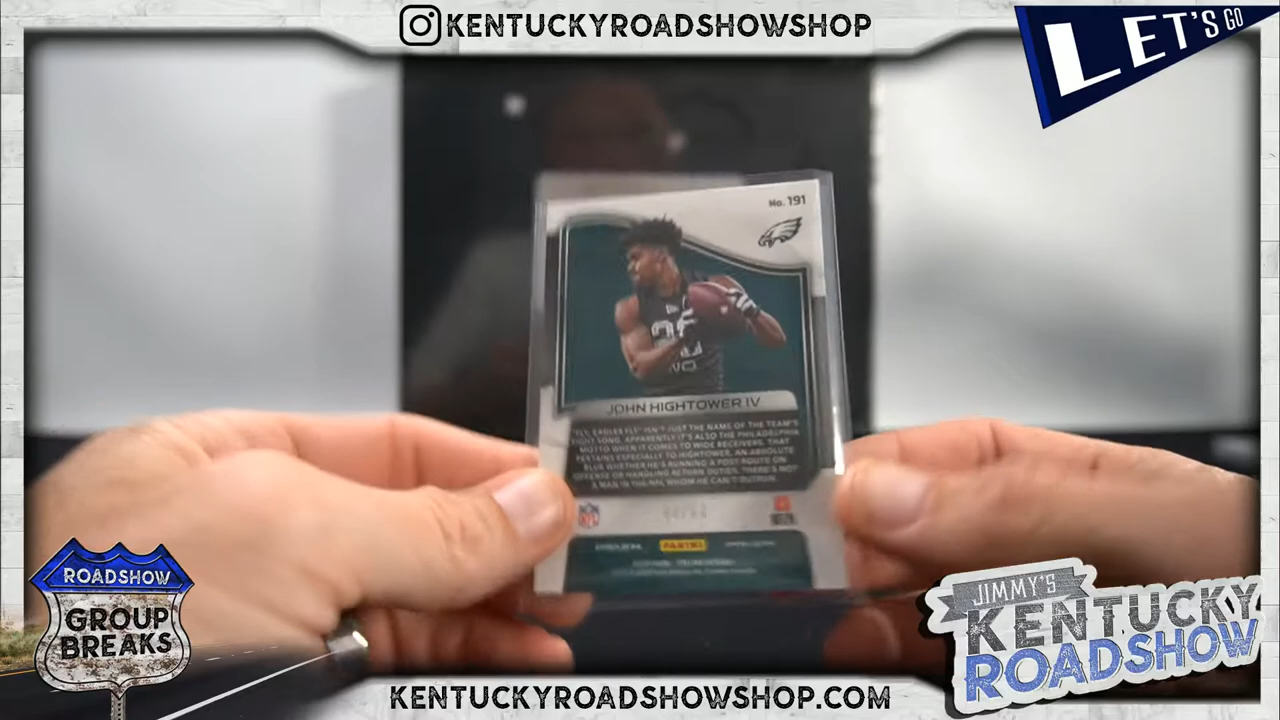 KENTUCKYROADSHOWSHOP
LET'S GO
No. 191
JOHN HIGHTOWER IV
"FLY, EAGLES FLY" ISN'T JUST THE NAME OF THE TEAM'S
FIGHT SONG. APPARENTLY IT'S ALSO THE PHILADELPHIA
MOTTO WHEN IT COMES TO WIDE RECEIVERS. THAT
PERTAINS ESPECIALLY TO HIGHTOWER, AN ABSOLUTE
BLUR WHETHER HE'S RUNNING A POST ROUTE ON
OFFENSE OR HANDLING RETURN DUTIES. THERE'S NOT
A MAN IN THE NFL WHOM HE CAN'T OUTRUN.
NFL
PANINI
ROADSHOW
GROUP
BREAKS
JIMMY'S
KENTUCKY
ROADSHOW
KENTUCKYROADSHOWSHOP.COM